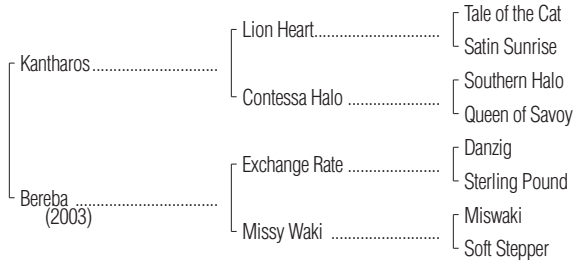 Tale of the Cat
Lion Heart
Satin Sunrise
Kantharos
Southern Halo
Contessa Halo
Queen of Savoy
Danzig
Exchange Rate
Sterling Pound
Bereba
(2003)
Miswaki
Missy Waki
Soft Stepper